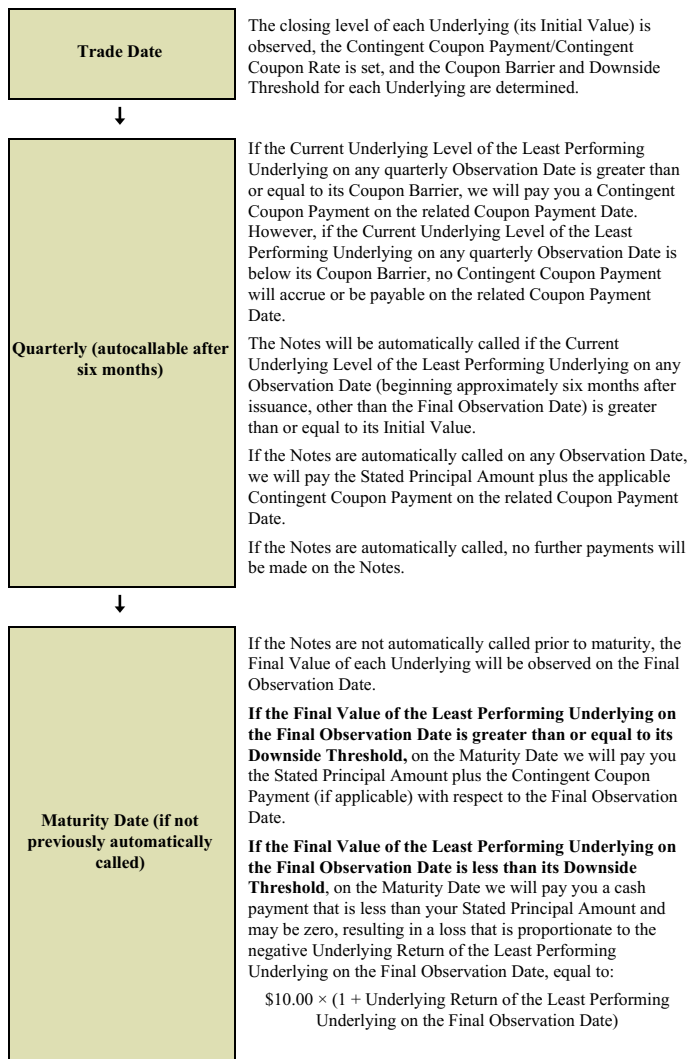 Trade Date
The closing level of each Underlying (its Initial Value) is
observed, the Contingent Coupon Payment/Contingent
Coupon Rate is set, and the Coupon Barrier and Downside
Threshold for each Underlying are determined.
Quarterly (autocallable after
six months)
If the Current Underlying Level of the Least Performing
Underlying on any quarterly Observation Date is greater than
or equal to its Coupon Barrier, we will pay you a Contingent
Coupon Payment on the related Coupon Payment Date.
However, if the Current Underlying Level of the Least
Performing Underlying on any quarterly Observation Date is
below its Coupon Barrier, no Contingent Coupon Payment
will accrue or be payable on the related Coupon Payment
Date.
The Notes will be automatically called if the Current
Underlying Level of the Least Performing Underlying on any
Observation Date (beginning approximately six months after
issuance, other than the Final Observation Date) is greater
than or equal to its Initial Value.
If the Notes are automatically called on any Observation Date,
we will pay the Stated Principal Amount plus the applicable
Contingent Coupon Payment on the related Coupon Payment
Date.
If the Notes are automatically called, no further payments will
be made on the Notes.
Maturity Date (if not
previously automatically
called)
If the Notes are not automatically called prior to maturity, the
Final Value of each Underlying will be observed on the Final
Observation Date.
If the Final Value of the Least Performing Underlying on
the Final Observation Date is greater than or equal to its
Downside Threshold, on the Maturity Date we will pay you
the Stated Principal Amount plus the Contingent Coupon
Payment (if applicable) with respect to the Final Observation
Date.
If the Final Value of the Least Performing Underlying on
the Final Observation Date is less than its Downside
Threshold, on the Maturity Date we will pay you a cash
payment that is less than your Stated Principal Amount and
may be zero, resulting in a loss that is proportionate to the
negative Underlying Return of the Least Performing
Underlying on the Final Observation Date, equal to:
$10.00 × (1 + Underlying Return of the Least Performing
Underlying on the Final Observation Date)